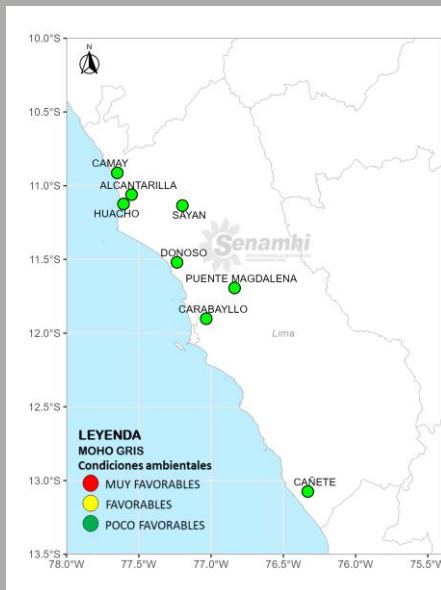 10.0°S
N
10.5°S
CAMAY
11.0°S
ALCANTARILLA
HUACHO
SAYAN
DONOSO
Senamhi
11.5°S
PUENTE MAGDALENA
CARABAYLLO
12.0°S
Lima
12.5°S
LEYENDA
MOHO GRIS
Condiciones ambientales
MUY FAVORABLES
FAVORABLES
POCO FAVORABLES
13.0°S
CAÑETE
13.5°S
78.0°W
77.5°W
77.0°W
76.5°W
76.0°W
75.5°W